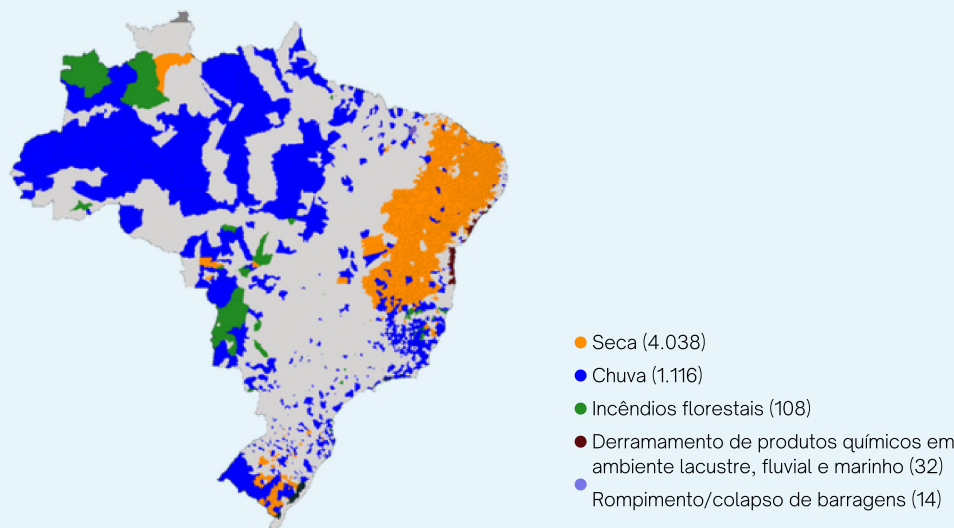 Seca (4.038)
Chuva (1.116)
Incêndios florestais (108)
Derramamento de produtos químicos em
ambiente lacustre, fluvial e marinho (32)
Rompimento/colapso de barragens (14)